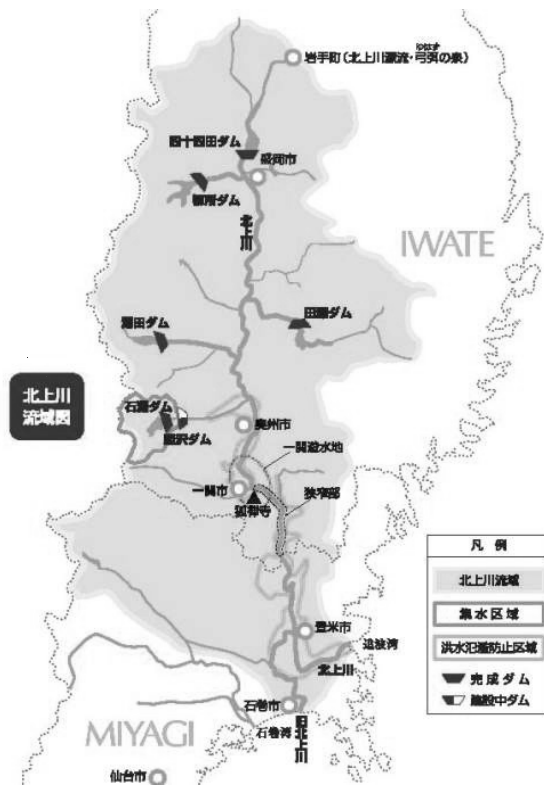 岩手町(北上川源流・弓弭の泉)
ゆはず
四十四田ダム
盛岡市
御所ダム
北上川
IWATE
田瀬ダム
湯田ダム
北上川
流域図
石淵ダム
胆沢ダム
奥州市
一関遊水地
一関市
狭窄部
狐禅寺
凡例
北上川流域
集水区域
洪水氾濫防止区域
完成ダム
建設中ダム
登米市
追波湾
北上川
石巻市
石巻湾
旧北上川
MIYAGI
仙台市